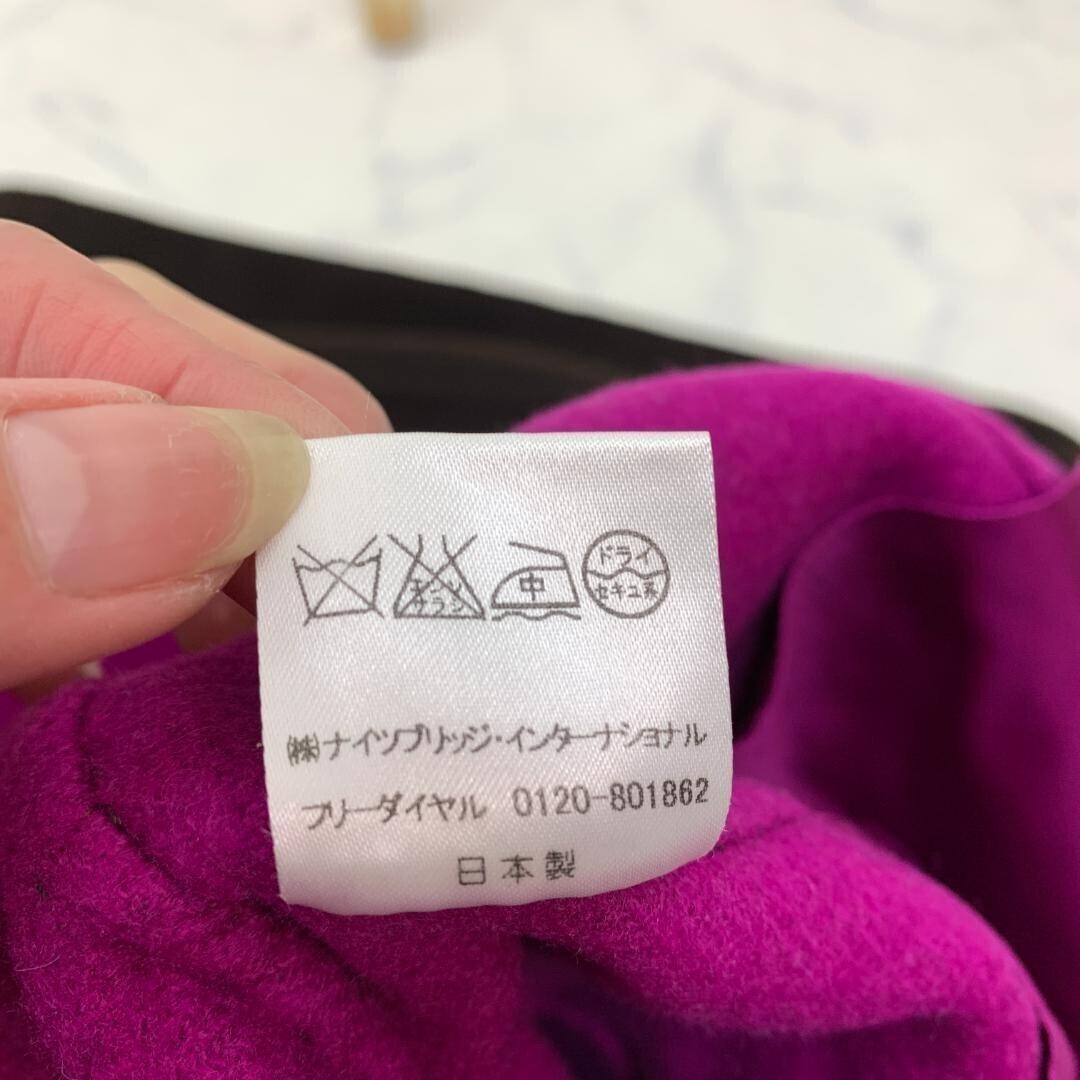 エンソ
サラシ
中
ドライ
セキユ系
㈱ナイツブリッジ・インターナショナル
フリーダイヤル 0120-801862
日本製